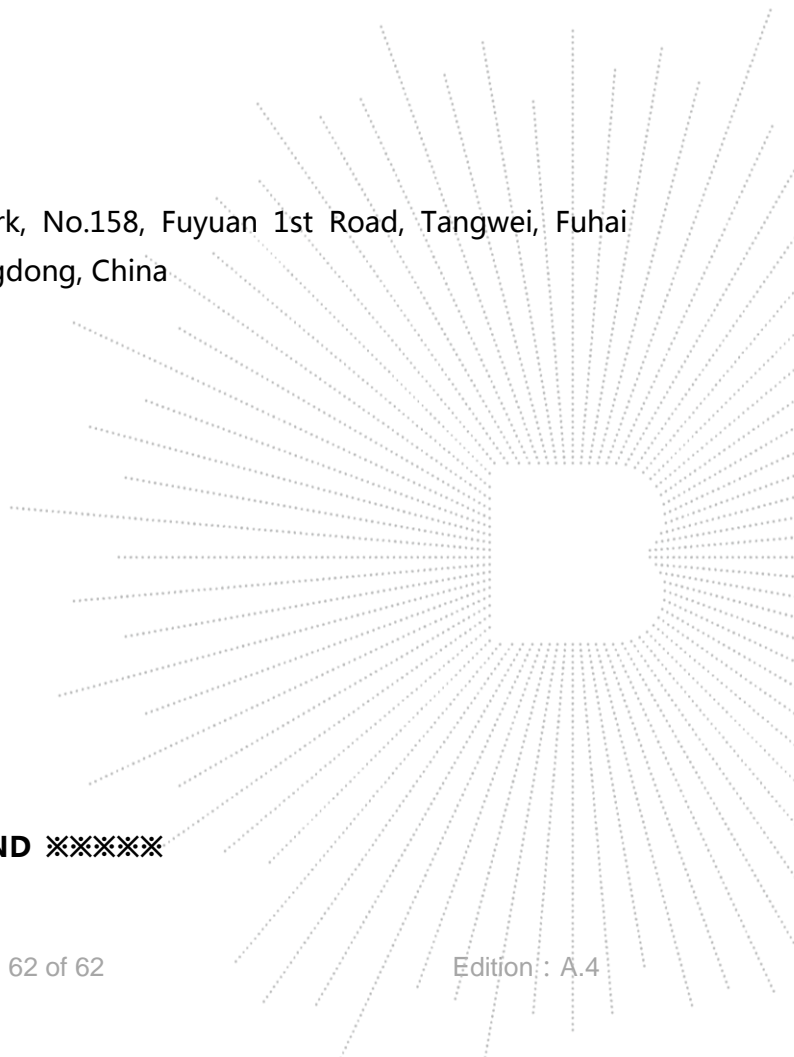 rk, No.158, Fuyuan 1st Road, Tangwei, Fuhai
gdong, China
ND ※※※※※
62 of 62 Edition：A.4